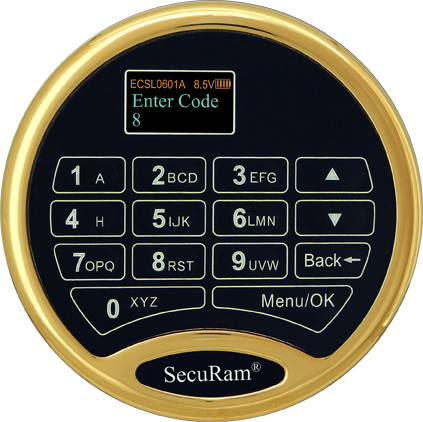 ECSL0601A 8.5V
Enter Code
8
1 A 2 BCD 3 EFG ▲
4 H 5 IJK 6 LMN ▼
7 OPQ 8 RST 9 UVW Back←
0 XYZ Menu/OK
SecuRam®